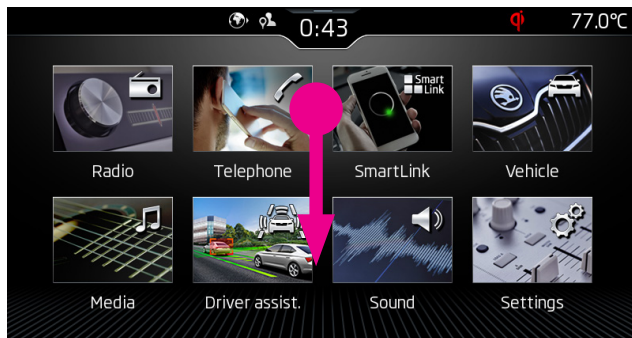 0:43
77.0°C
Smart
Link
Radio
Telephone
SmartLink
Vehicle
Media
Driver assist.
Sound
Settings